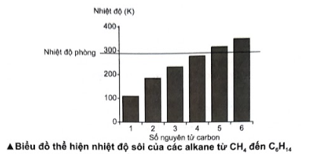 Nhiệt độ (K)
400
Nhiệt độ phòng
300
200
100
0
1 2 3 4 5 6
Số nguyên tử carbon
▲Biểu đồ thể hiện nhiệt độ sôi của các alkane từ CH₄ đến C₆H₁₄